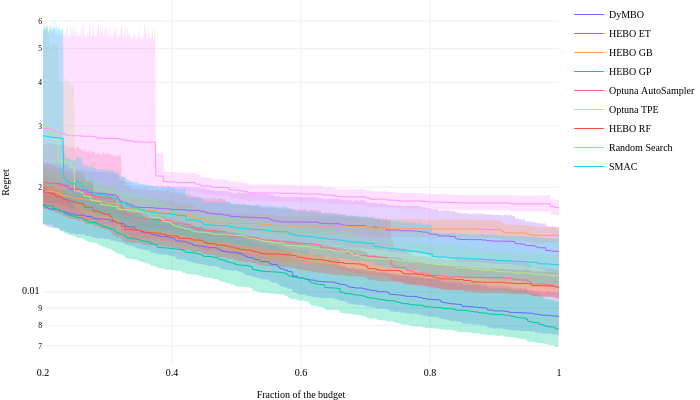 6
5
4
3
2
0.01
9
8
7
Regret
0.2
0.4
0.6
0.8
1
Fraction of the budget
DyMBO
HEBO ET
HEBO GB
HEBO GP
Optuna AutoSampler
Optuna TPE
HEBO RF
Random Search
SMAC